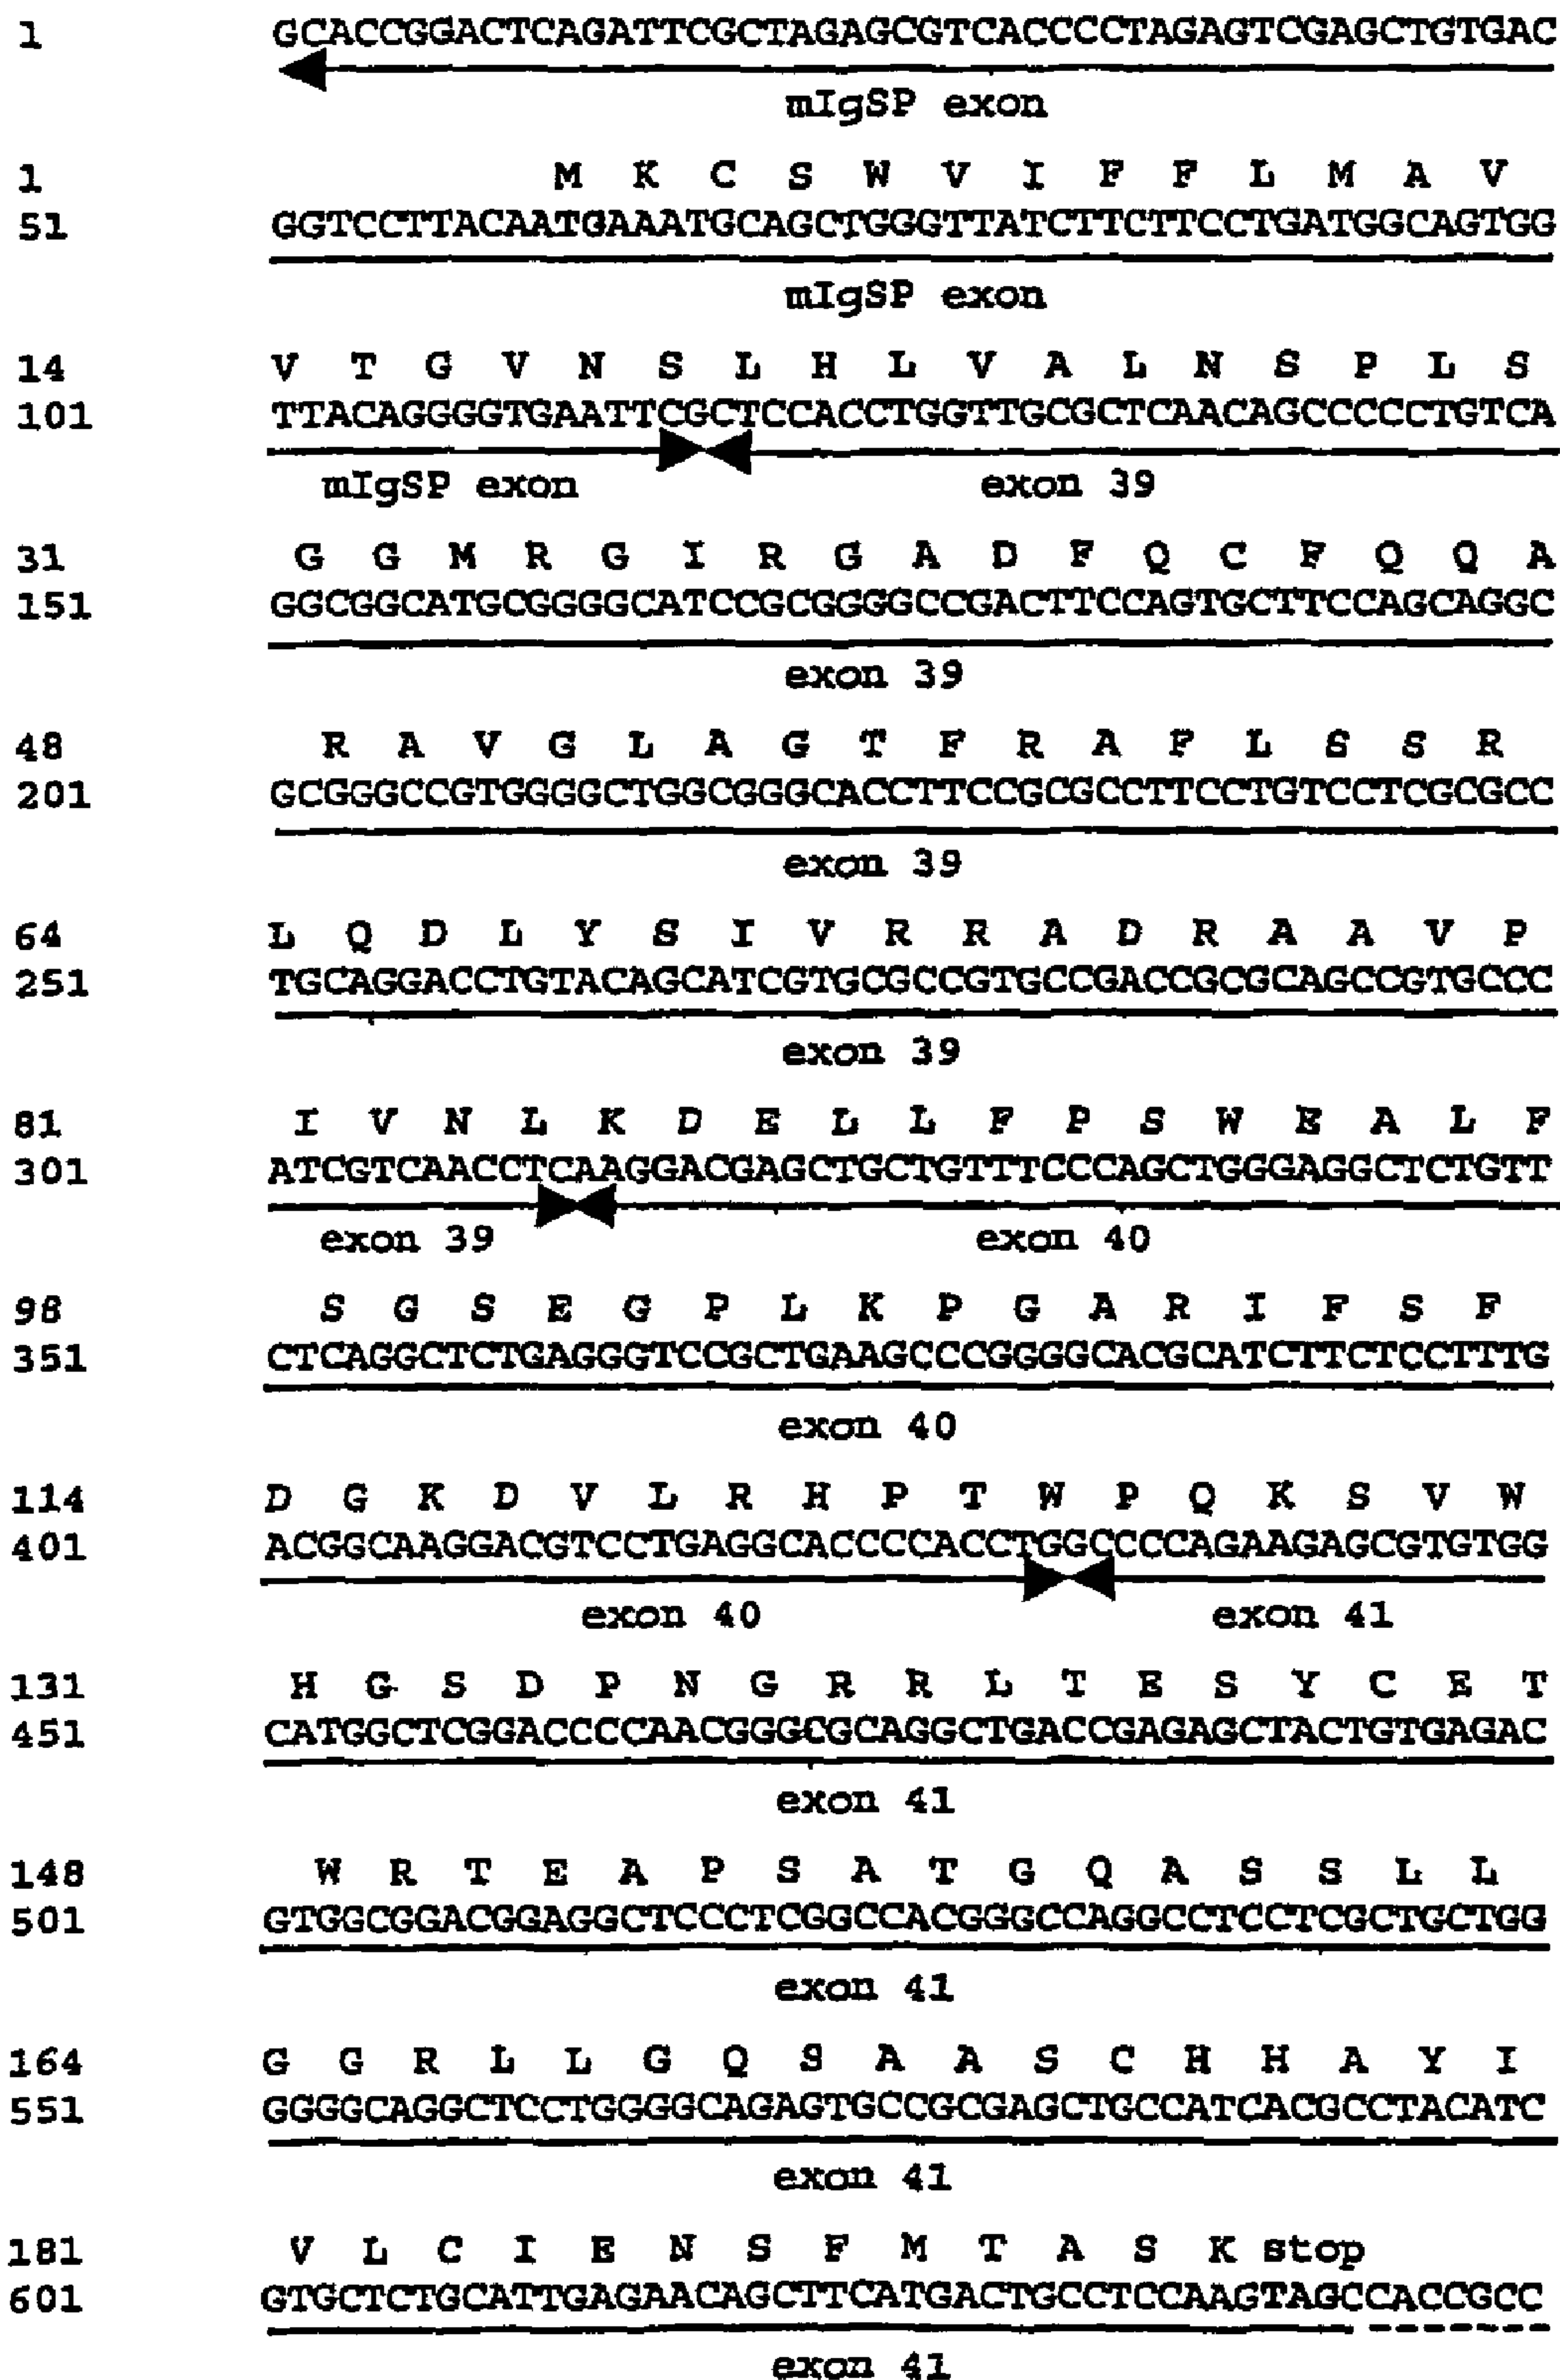 1 GCACCGGACTCAGATTCGCTAGAGCGTCACCCCTAGAGTCGAGCTGTGAC
mIgSP exon
1 M K C S W V I F F L M A V
51 GGTCCTTACAATGAAATGCAGCTGGGTTATCTTCTTCCTGATGGCAGTGG
mIgSP exon
14 V T G V N S L H L V A L N S P L S
101 TTACAGGGGTGAATTCGCTCCACCTGGTTGCGCTCAACAGCCCCCTGTCA
mIgSP exon exon 39
31 G G M R G I R G A D F Q C F Q Q A
151 GGCGGCATGCGGGGCATCCGCGGGGCCGACTTCCAGTGCTTCCAGCAGGC
exon 39
48 R A V G L A G T F R A F L S S R
201 GCGGGCCGTGGGGCTGGCGGGCACCTTCCGCGCCTTCCTGTCCTCGCGCC
exon 39
64 L Q D L Y S I V R R A D R A A V P
251 TGCAGGACCTGTACAGCATCGTGCGCCGTGCCGACCGCGCAGCCGTGCCC
exon 39
81 I V N L K D E L L F P S W E A L F
301 ATCGTCAACCTCAAGGACGAGCTGCTGTTTCCCAGCTGGGAGGCTCTGTT
exon 39 exon 40
98 S G S E G P L K P G A R I F S F
351 CTCAGGCTCTGAGGGTCCGCTGAAGCCCGGGGCACGCATCTTCTCCTTTG
exon 40
114 D G K D V L R H P T W P Q K S V W
401 ACGGCAAGGACGTCCTGAGGCACCCCACCTGGCCCCAGAAGAGCGTGTGG
exon 40 exon 41
131 H G S D P N G R R L T E S Y C E T
451 CATGGCTCGGACCCCAACGGGCGCAGGCTGACCGAGAGCTACTGTGAGAC
exon 41
148 W R T E A P S A T G Q A S S L L
501 GTGGCGGACGGAGGCTCCCTCGGCCACGGGCCAGGCCTCCTCGCTGCTGG
exon 41
164 G G R L L G Q S A A S C H H A Y I
551 GGGGCAGGCTCCTGGGGCAGAGTGCCGCGAGCTGCCATCACGCCTACATC
exon 41
181 V L C I E N S F M T A S K stop
601 GTGCTCTGCATTGAGAACAGCTTCATGACTGCCTCCAAGTAGCCACCGCC
exon 41